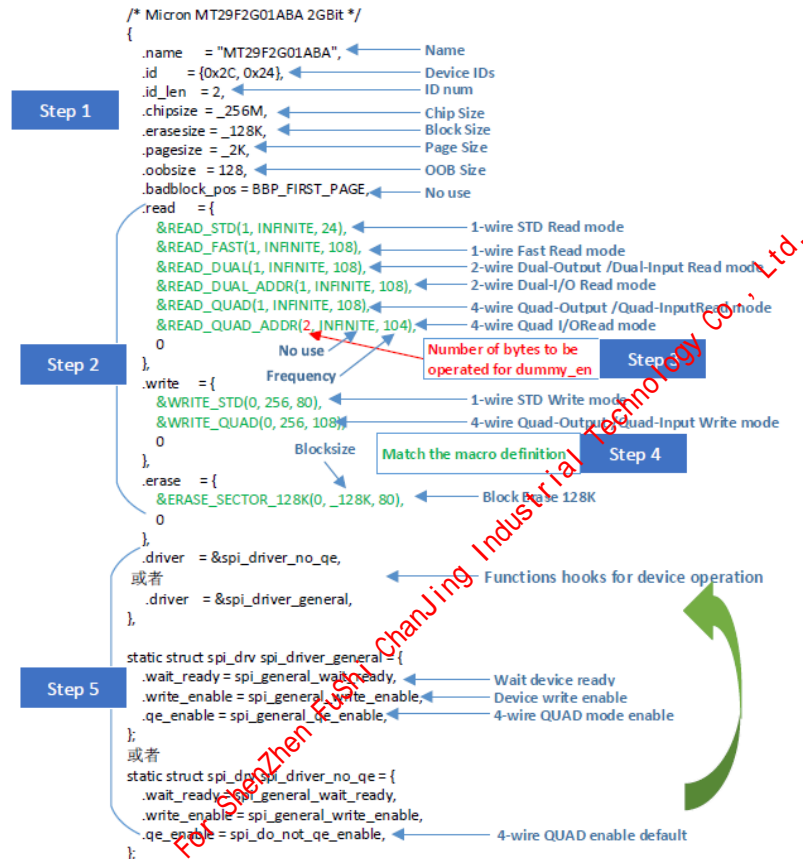 /* Micron MT29F2G01ABA 2GBit */
{
.name = "MT29F2G01ABA", Name
.id = {0x2C, 0x24}, Device IDs
.id_len = 2, ID num
Step 1
.chipsize = _256M, Chip Size
.erasesize = _128K, Block Size
.pagesize = _2K, Page Size
.oobsize = 128, OOB Size
.badblock_pos = BBP_FIRST_PAGE, No use
.read = {
&READ_STD(1, INFINITE, 24), 1-wire STD Read mode
&READ_FAST(1, INFINITE, 108), 1-wire Fast Read mode
&READ_DUAL(1, INFINITE, 108), 2-wire Dual-Output /Dual-Input Read mode
&READ_DUAL_ADDR(1, INFINITE, 108), 2-wire Dual-I/O Read mode
&READ_QUAD(1, INFINITE, 108), 4-wire Quad-Output /Quad-InputRead mode
&READ_QUAD_ADDR(2, INFINITE, 104), 4-wire Quad I/ORead mode
0
No use
Number of bytes to be
operated for dummy_en
Step
Step 2
},
Frequency
.write = {
&WRITE_STD(0, 256, 80), 1-wire STD Write mode
&WRITE_QUAD(0, 256, 108), 4-wire Quad-Output /Quad-Input Write mode
0
Blocksize
Match the macro definition
Step 4
},
.erase = {
&ERASE_SECTOR_128K(0, _128K, 80), Block Erase 128K
0
},
.driver = &spi_driver_no_qe,
或者 Functions hooks for device operation
.driver = &spi_driver_general,
},
static struct spi_drv spi_driver_general = {
Step 5
.wait_ready = spi_general_wait_ready, Wait device ready
.write_enable = spi_general_write_enable, Device write enable
.qe_enable = spi_general_qe_enable, 4-wire QUAD mode enable
};
或者
static struct spi_drv spi_driver_no_qe = {
.wait_ready = spi_general_wait_ready,
.write_enable = spi_general_write_enable,
.qe_enable = spi_do_not_qe_enable, 4-wire QUAD enable default
};
For ShenZhen FuShi ChanJing Industrial Technology Co., Ltd.